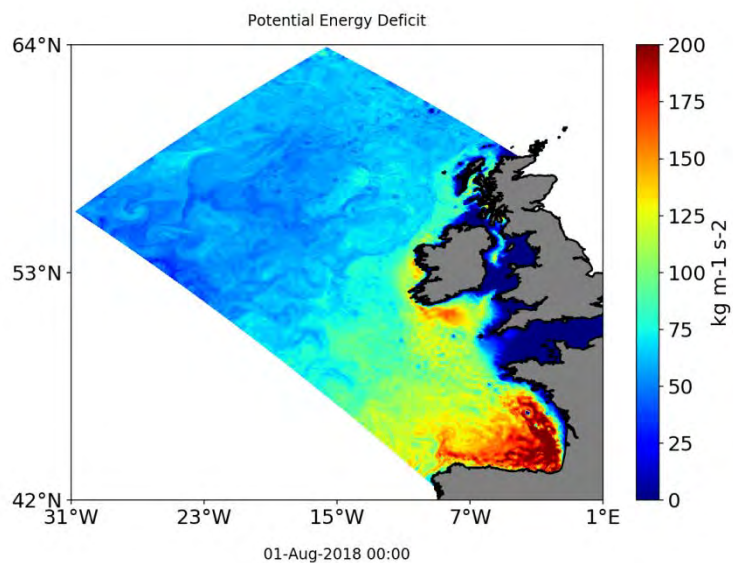 Potential Energy Deficit
64°N
53°N
42°N
31°W
23°W
15°W
7°W
1°E
200
175
150
125
100
75
50
25
0
kg m-1 s-2
01-Aug-2018 00:00